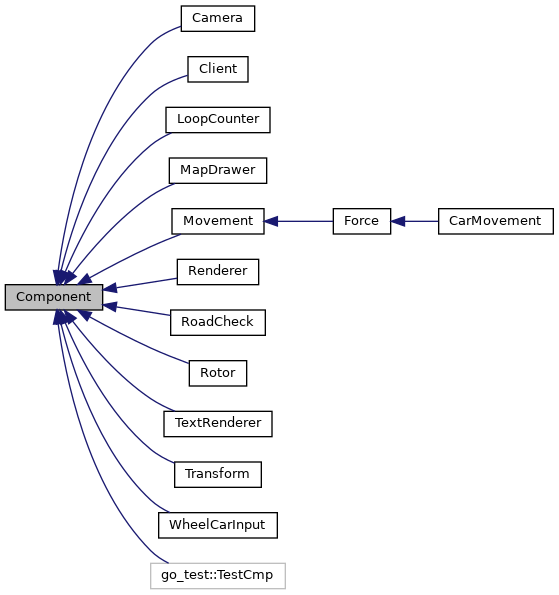 Camera
Client
LoopCounter
MapDrawer
Movement
Force
CarMovement
Renderer
Component
RoadCheck
Rotor
TextRenderer
Transform
WheelCarInput
go_test::TestCmp